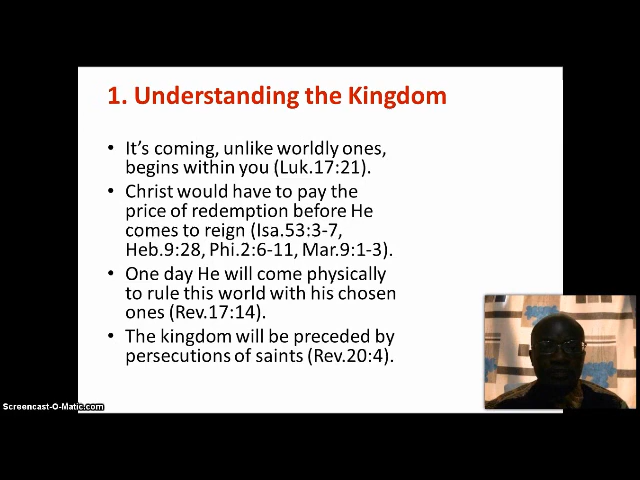 1. Understanding the Kingdom
• It's coming, unlike worldly ones,
begins within you (Luk.17:21).
• Christ would have to pay the
price of redemption before He
comes to reign (Isa.53:3-7,
Heb.9:28, Phi.2:6-11, Mar.9:1-3).
• One day He will come physically
to rule this world with his chosen
ones (Rev.17:14).
• The kingdom will be preceded by
persecutions of saints (Rev.20:4).
Screencast-O-Matic.com